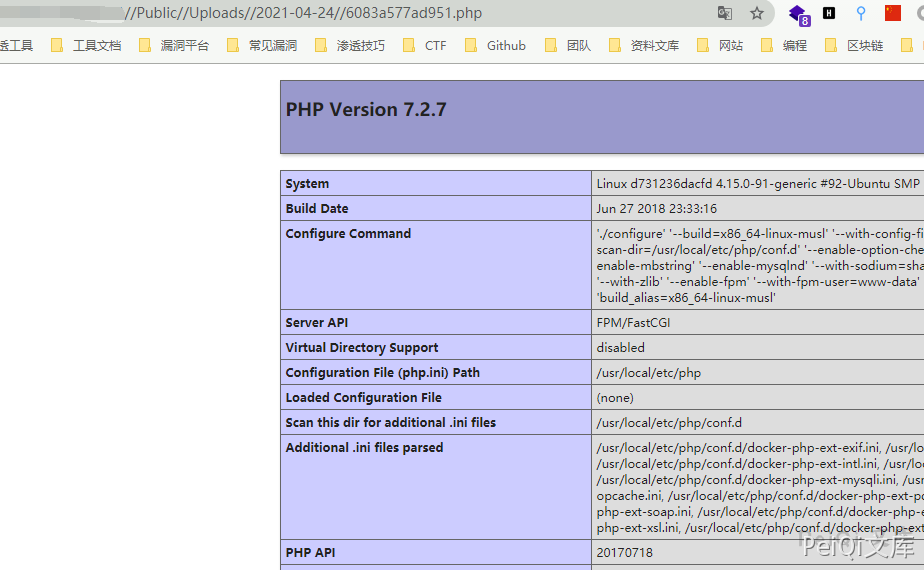 //Public//Uploads//2021-04-24//6083a577ad951.php
8
H
透工具 工具文档 漏洞平台 常见漏洞 渗透技巧 CTF Github 团队 资料文库 网站 编程 区块链
PHP Version 7.2.7
System Linux d731236dacfd 4.15.0-91-generic #92-Ubuntu SMP
Build Date Jun 27 2018 23:33:16
Configure Command './configure' '--build=x86_64-linux-musl' '--with-config-fi
scan-dir=/usr/local/etc/php/conf.d' '--enable-option-che
enable-mbstring' '--enable-mysqlnd' '--with-sodium=sha
'--with-zlib' '--enable-fpm' '--with-fpm-user=www-data'
'build_alias=x86_64-linux-musl'
Server API FPM/FastCGI
Virtual Directory Support disabled
Configuration File (php.ini) Path /usr/local/etc/php
Loaded Configuration File (none)
Scan this dir for additional .ini files /usr/local/etc/php/conf.d
Additional .ini files parsed /usr/local/etc/php/conf.d/docker-php-ext-exif.ini, /usr/lo
/usr/local/etc/php/conf.d/docker-php-ext-intl.ini, /usr/loc
/usr/local/etc/php/conf.d/docker-php-ext-mysqli.ini, /usr
opcache.ini, /usr/local/etc/php/conf.d/docker-php-ext-pc
php-ext-soap.ini, /usr/local/etc/php/conf.d/docker-php-e
php-ext-xsl.ini, /usr/local/etc/php/conf.d/docker-php-ext
PHP API 20170718
PeiQi文库